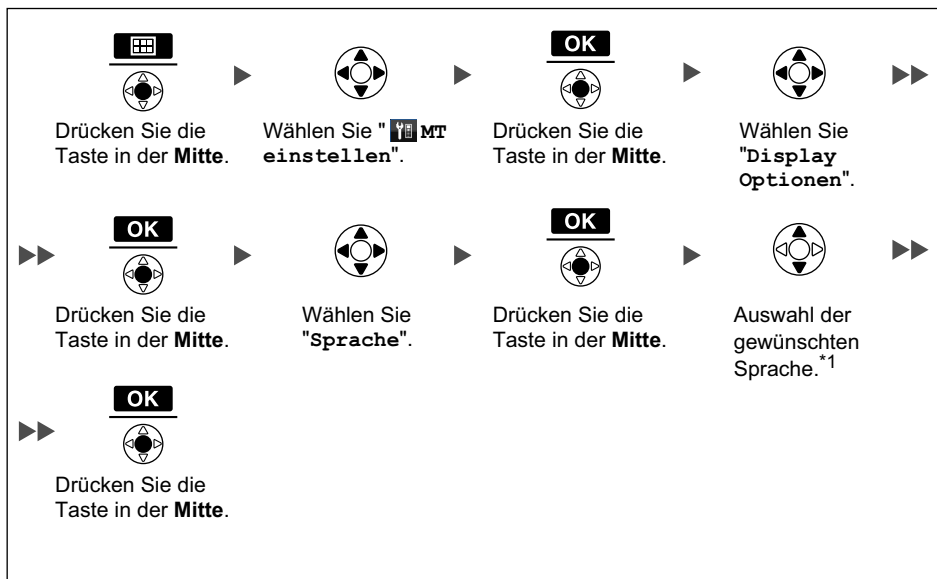 OK
Drücken Sie die
Taste in der Mitte.
Wählen Sie " MT
einstellen".
Drücken Sie die
Taste in der Mitte.
Wählen Sie
"Display
Optionen".
OK
Drücken Sie die
Taste in der Mitte.
Wählen Sie
"Sprache".
OK
Drücken Sie die
Taste in der Mitte.
Auswahl der
gewünschten
Sprache.*1
OK
Drücken Sie die
Taste in der Mitte.